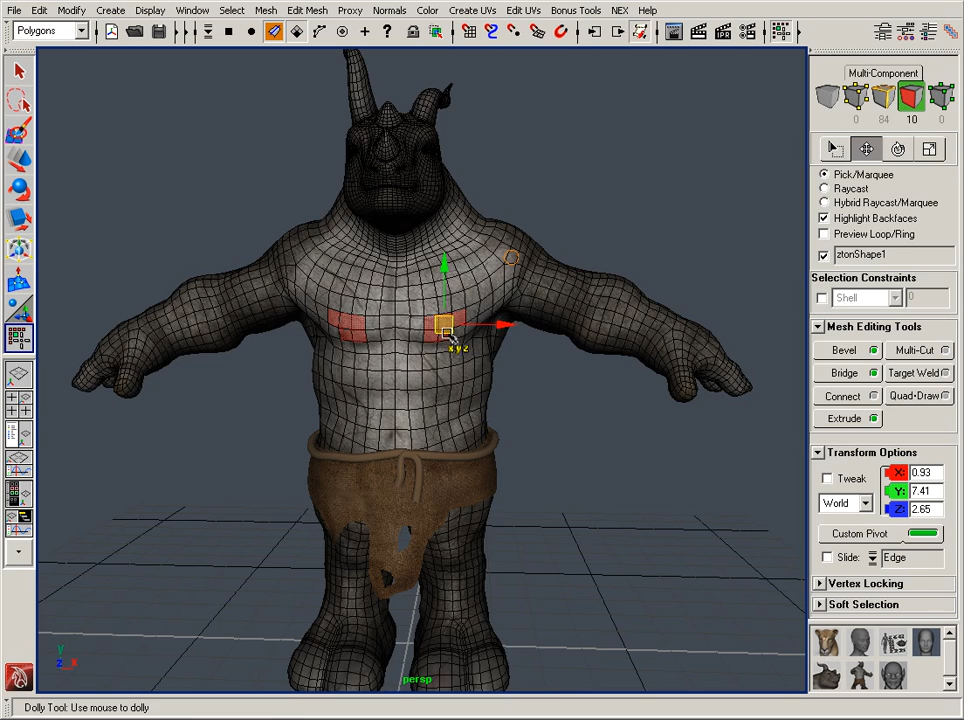 File Edit Modify Create Display Window Select Mesh Edit Mesh Proxy Normals Color Create UVs Edit UVs Bonus Tools NEX Help
Polygons
Multi-Component
0 84 10 0
Pick/Marquee
Raycast
Hybrid Raycast/Marquee
Highlight Backfaces
Preview Loop/Ring
ztonShape1
Selection Constraints
Shell 0
Mesh Editing Tools
Bevel Multi-Cut
Bridge Target Weld
Connect Quad-Draw
Extrude
Transform Options
Tweak X: 0.93
World Y: 7.41
Z: 2.65
Custom Pivot
Slide: Edge
Vertex Locking
Soft Selection
x y z
y
z x
persp
Dolly Tool: Use mouse to dolly